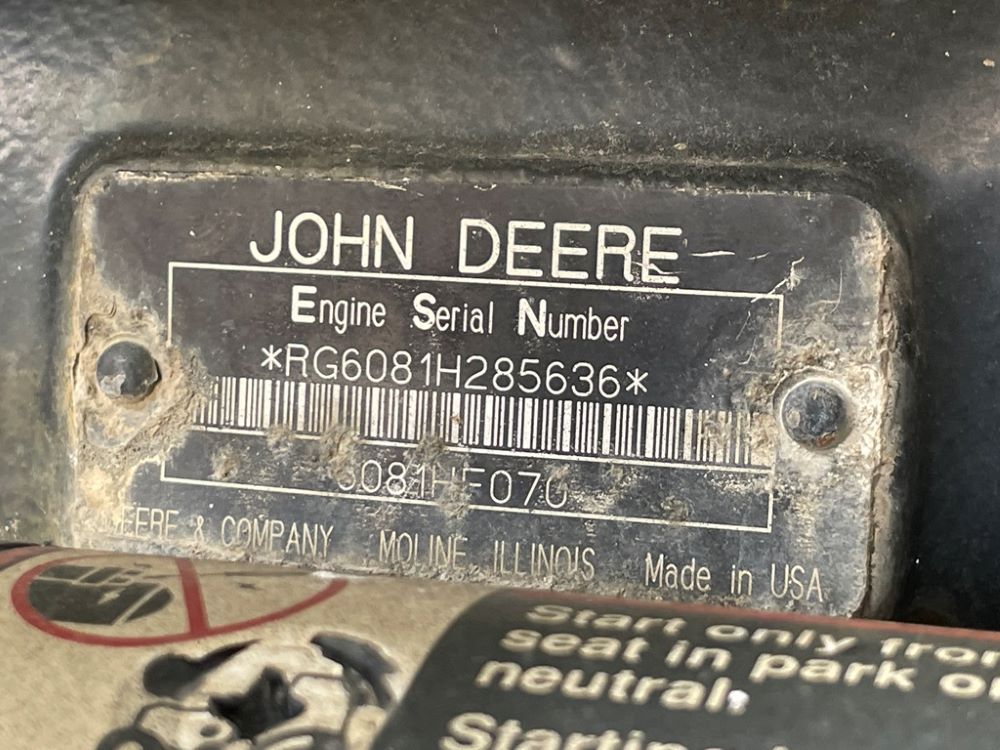 JOHN DEERE
Engine Serial Number
*RG6081H285636*
DEERE & COMPANY MOLINE, ILLINOIS Made in USA
Start only from
seat in park or
neutral.